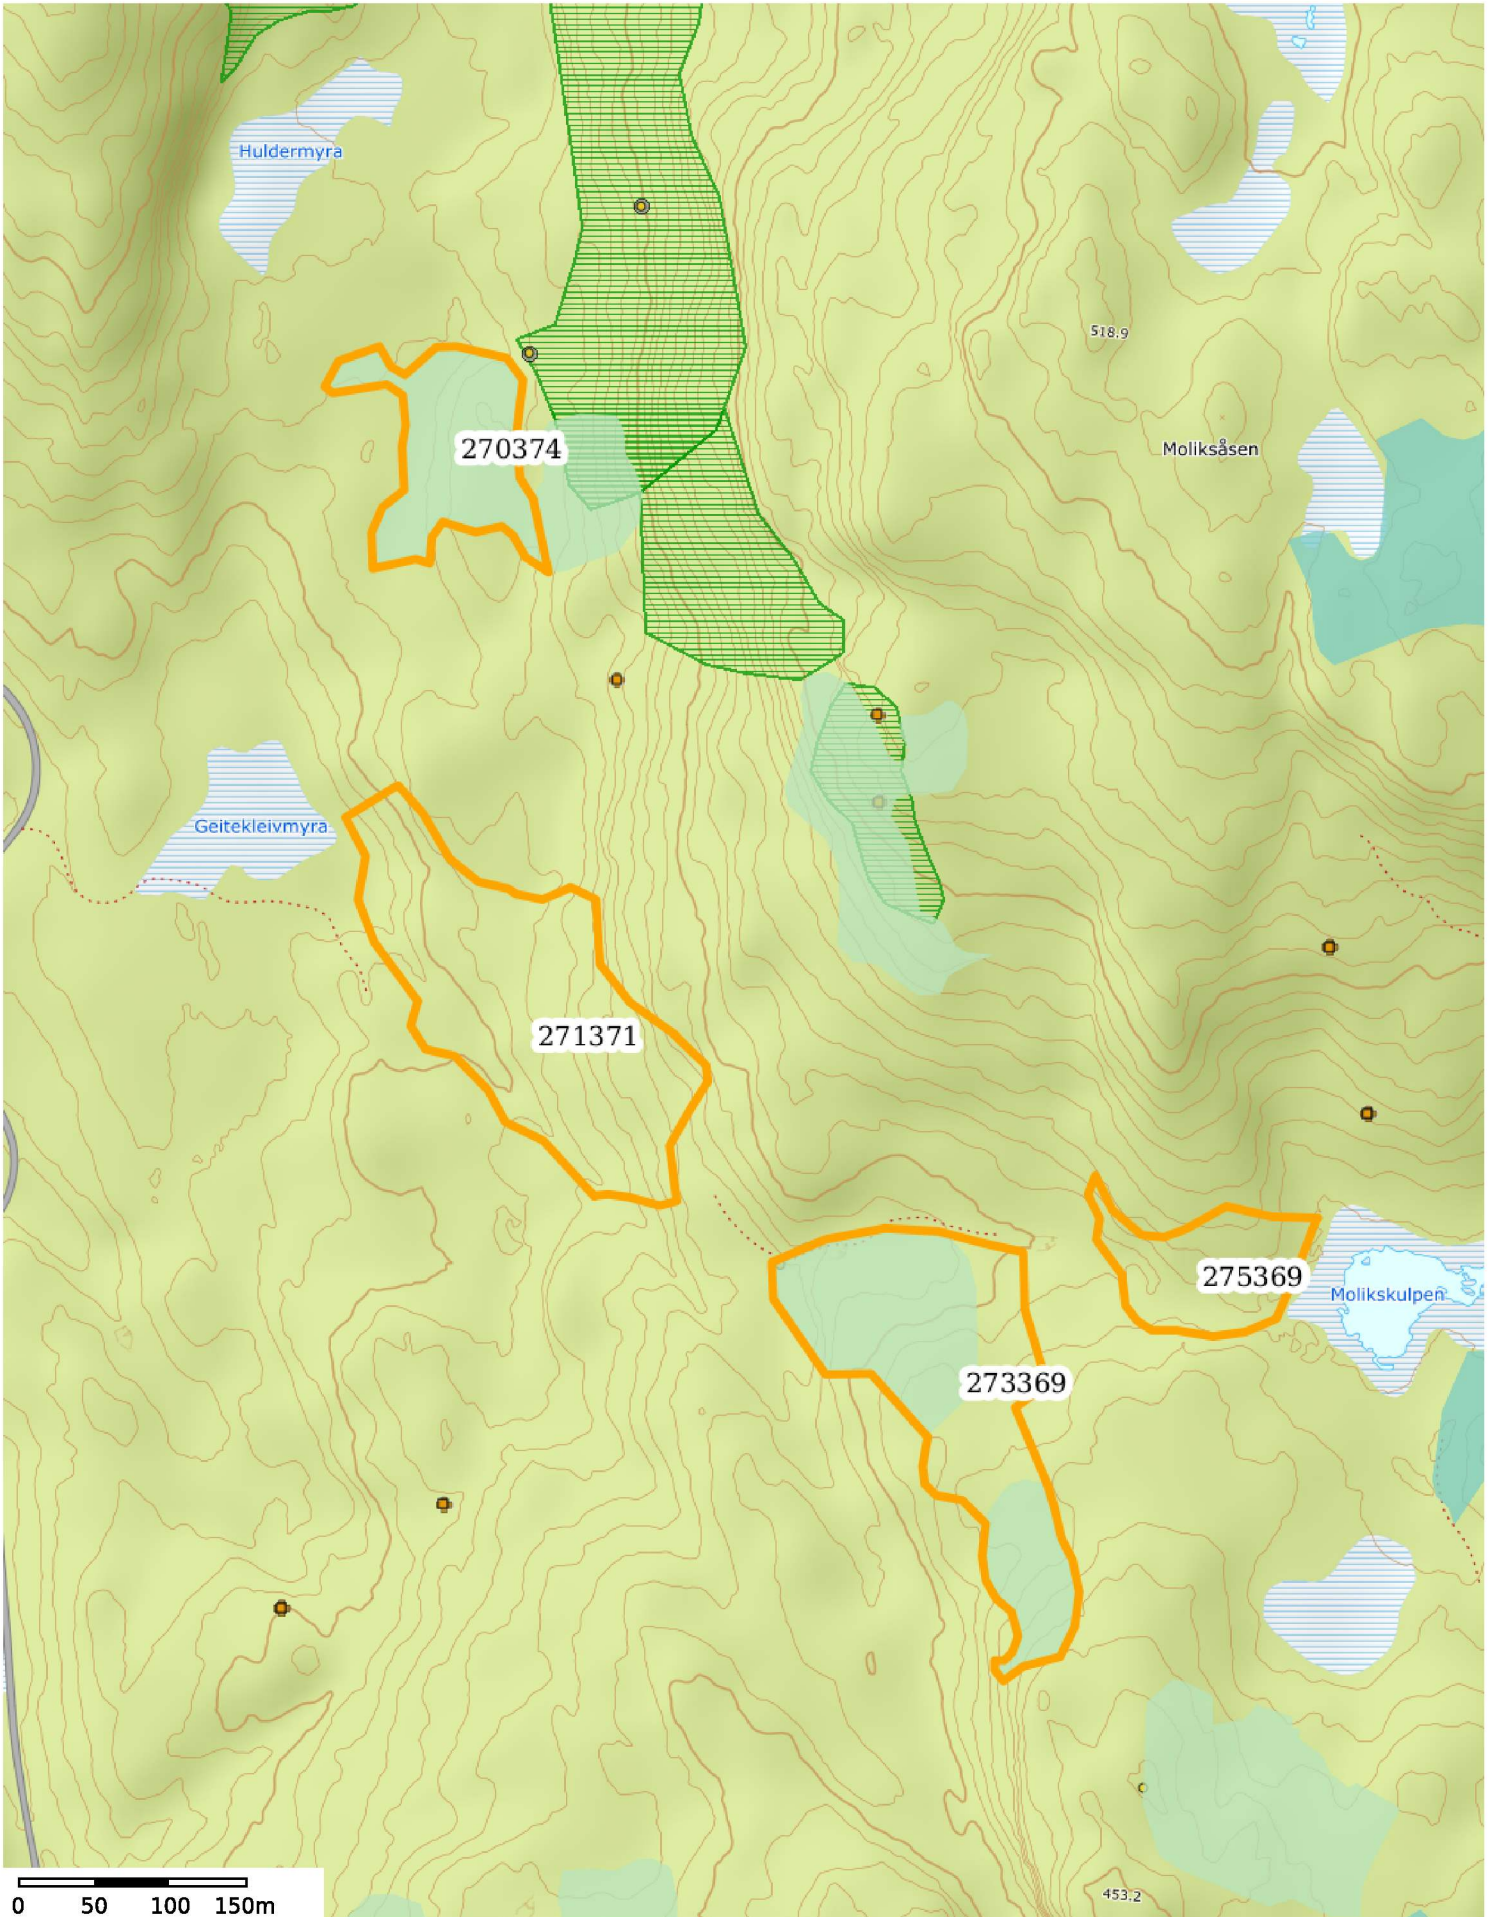 Huldermyra
518.9
270374
Moliksåsen
Geitekleivmyra
271371
275369
Molikskulpen
273369
453.2
0 50 100 150m